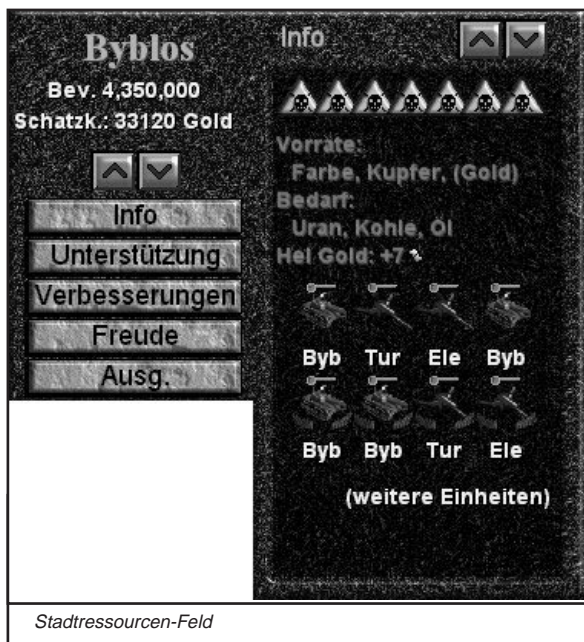 Byblos
Bev. 4,350,000
Schatzk.: 33120 Gold
Info
Unterstützung
Verbesserungen
Freude
Ausg.
Info
Vorräte:
Farbe, Kupfer, (Gold)
Bedarf:
Uran, Kohle, Öl
Hel Gold: +7
Byb Tur Ele Byb
Byb Byb Tur Ele
(weitere Einheiten)
Stadtressourcen-Feld